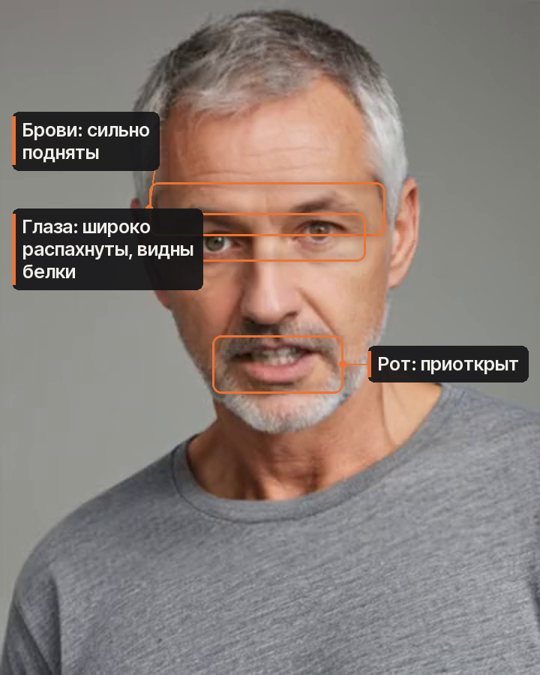 Брови: сильно
подняты
Глаза: широко
распахнуты, видны
белки
Рот: приоткрыт